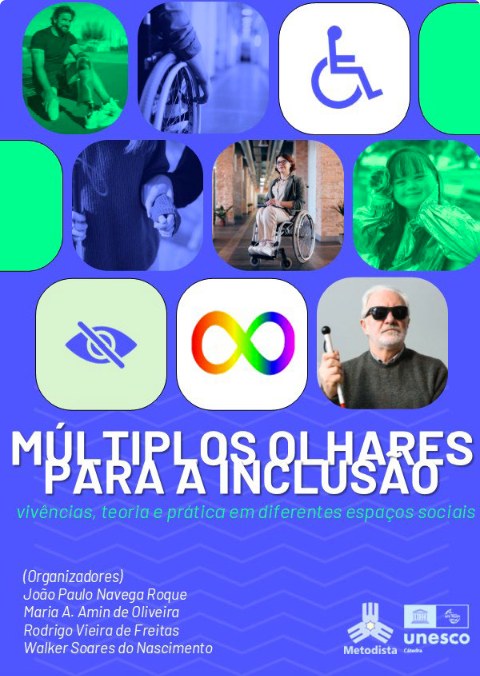 MÚLTIPLOS OLHARES
PARA A INCLUSÃO
vivências, teoria e prática em diferentes espaços sociais
(Organizadores)
João Paulo Navega Roque
Maria A. Amin de Oliveira
Rodrigo Vieira de Freitas
Walker Soares do Nascimento
Metodista
unesco
Cátedra